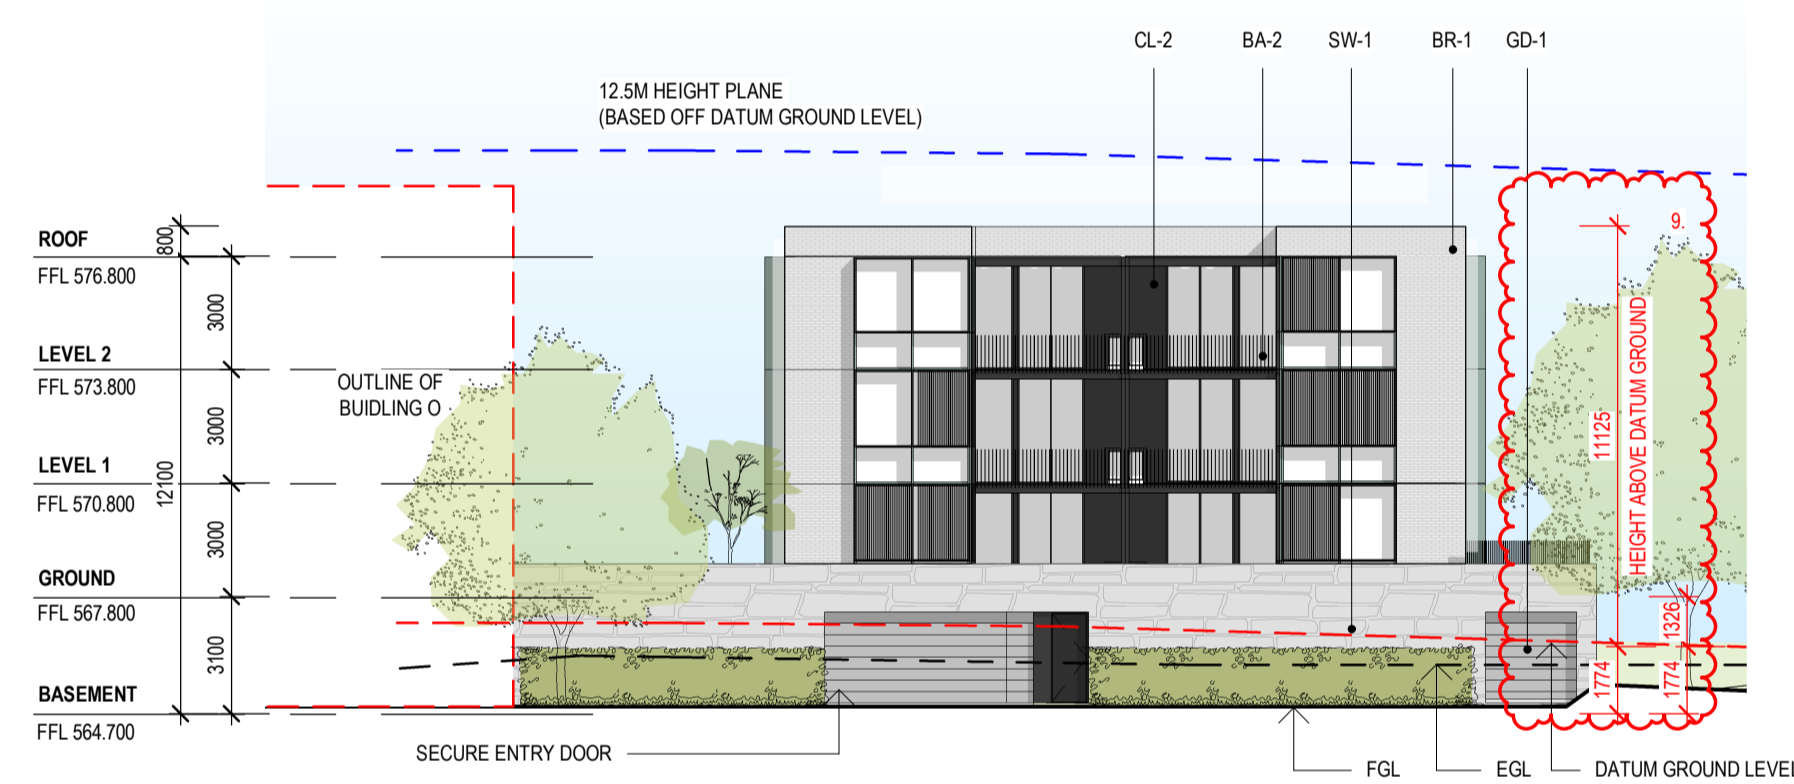 CL-2 BA-2 SW-1 BR-1 GD-1
12.5M HEIGHT PLANE
(BASED OFF DATUM GROUND LEVEL)
ROOF
FFL 576.800
800
3000
LEVEL 2
FFL 573.800
OUTLINE OF
BUIDLING O
3000
LEVEL 1
FFL 570.800
12100
3000
GROUND
FFL 567.800
3100
BASEMENT
FFL 564.700
9.
11125
HEIGHT ABOVE DATUM GROUND
1326
1774
1774
SECURE ENTRY DOOR
FGL
EGL
DATUM GROUND LEVEL